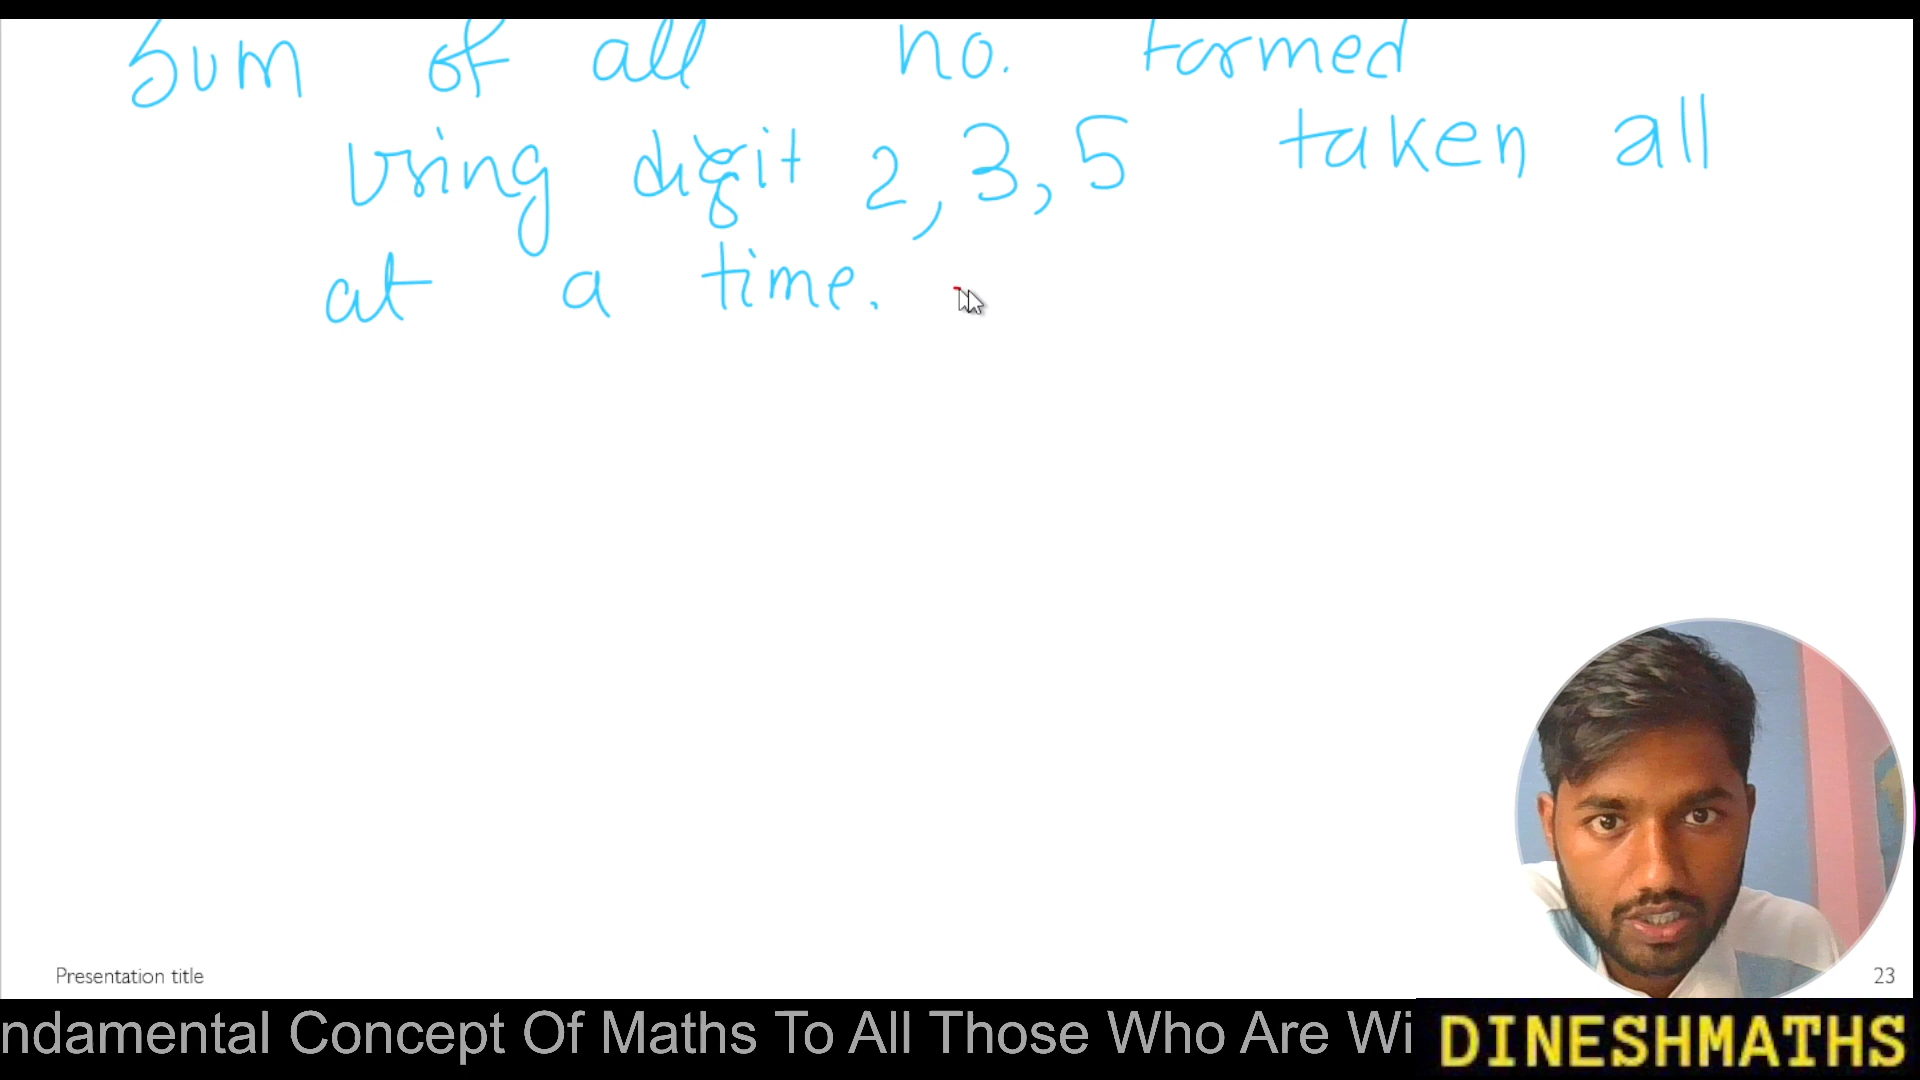 Sum of all no. formed
using digit 2, 3, 5 taken all
at a time.
Presentation title
23
ndamental Concept Of Maths To All Those Who Are Wi
DINESHMATHS